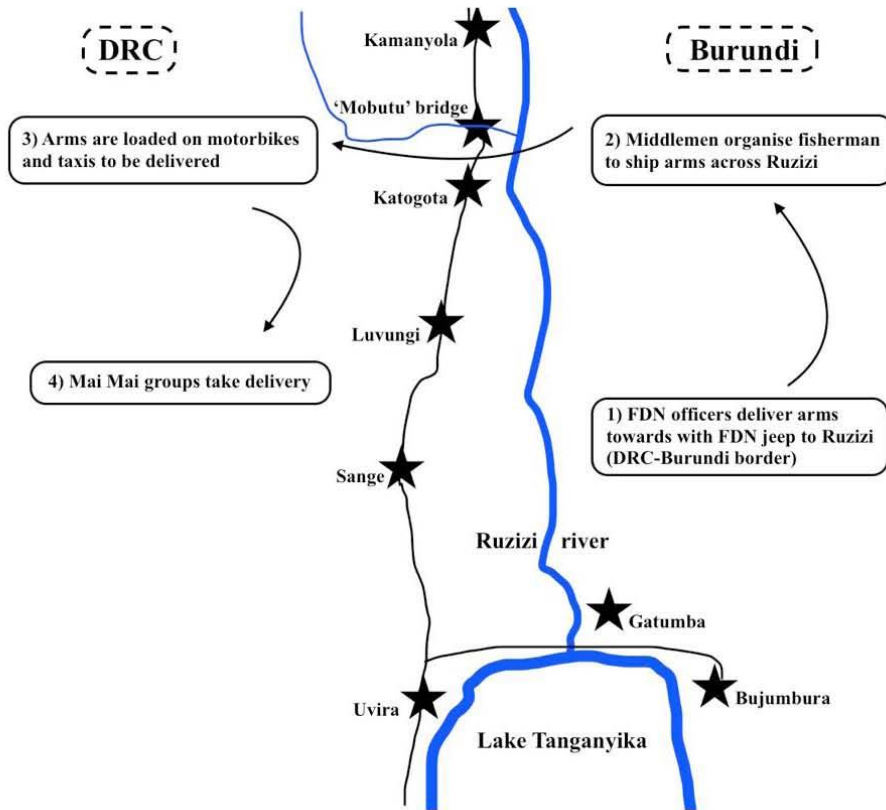 DRC
Burundi
Kamanyola
'Mobutu' bridge
3) Arms are loaded on motorbikes
and taxis to be delivered
2) Middlemen organise fisherman
to ship arms across Ruzizi
Katogota
Luvungi
4) Mai Mai groups take delivery
1) FDN officers deliver arms
towards with FDN jeep to Ruzizi
(DRC-Burundi border)
Sange
Ruzizi river
Gatumba
Uvira
Bujumbura
Lake Tanganyika